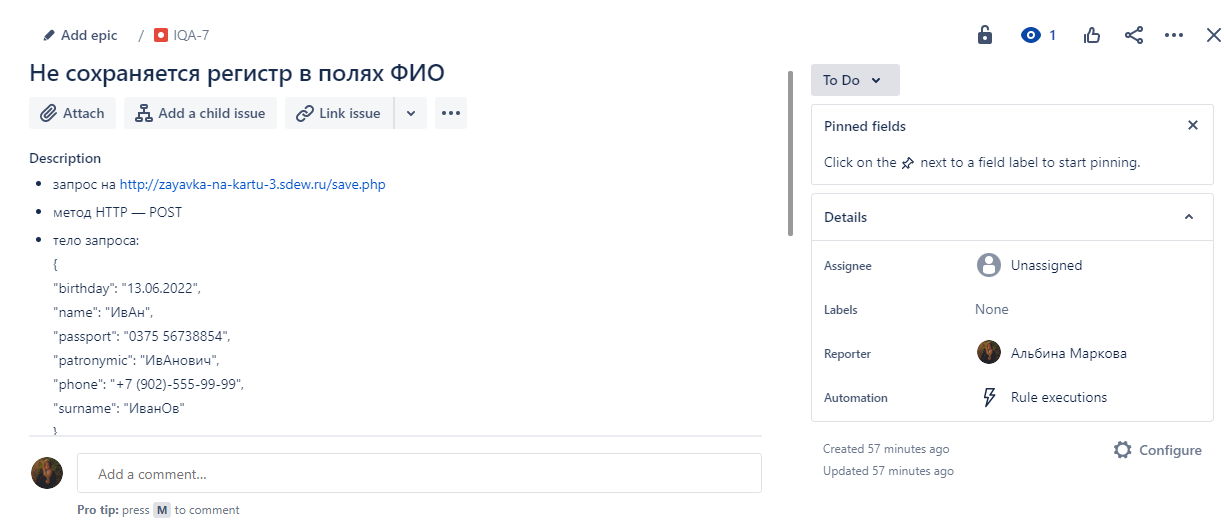 Add epic / IQA-7
1
Не сохраняется регистр в полях ФИО
Attach
Add a child issue
Link issue
Description
запрос на http://zayavka-na-kartu-3.sdew.ru/save.php
метод HTTP — POST
тело запроса:
{
"birthday": "13.06.2022",
"name": "ИвАн",
"passport": "0375 56738854",
"patronymic": "ИвАнович",
"phone": "+7 (902)-555-99-99",
"surname": "ИванОв"
}
Add a comment...
Pro tip: press M to comment
To Do
Pinned fields
Click on the next to a field label to start pinning.
Details
Assignee
Unassigned
Labels
None
Reporter
Альбина Маркова
Automation
Rule executions
Created 57 minutes ago
Updated 57 minutes ago
Configure